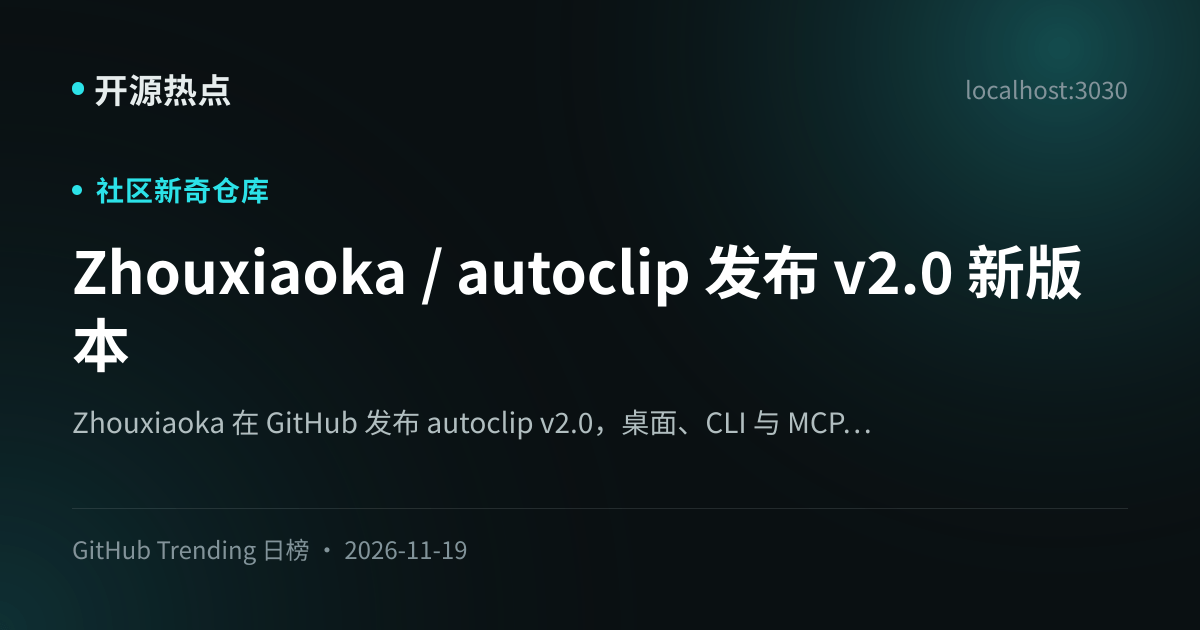 开源热点
localhost:3030
社区新奇仓库
Zhouxiaoka / autoclip 发布 v2.0 新版
本
Zhouxiaoka 在 GitHub 发布 autoclip v2.0，桌面、CLI 与 MCP…
GitHub Trending 日榜 · 2026-11-19